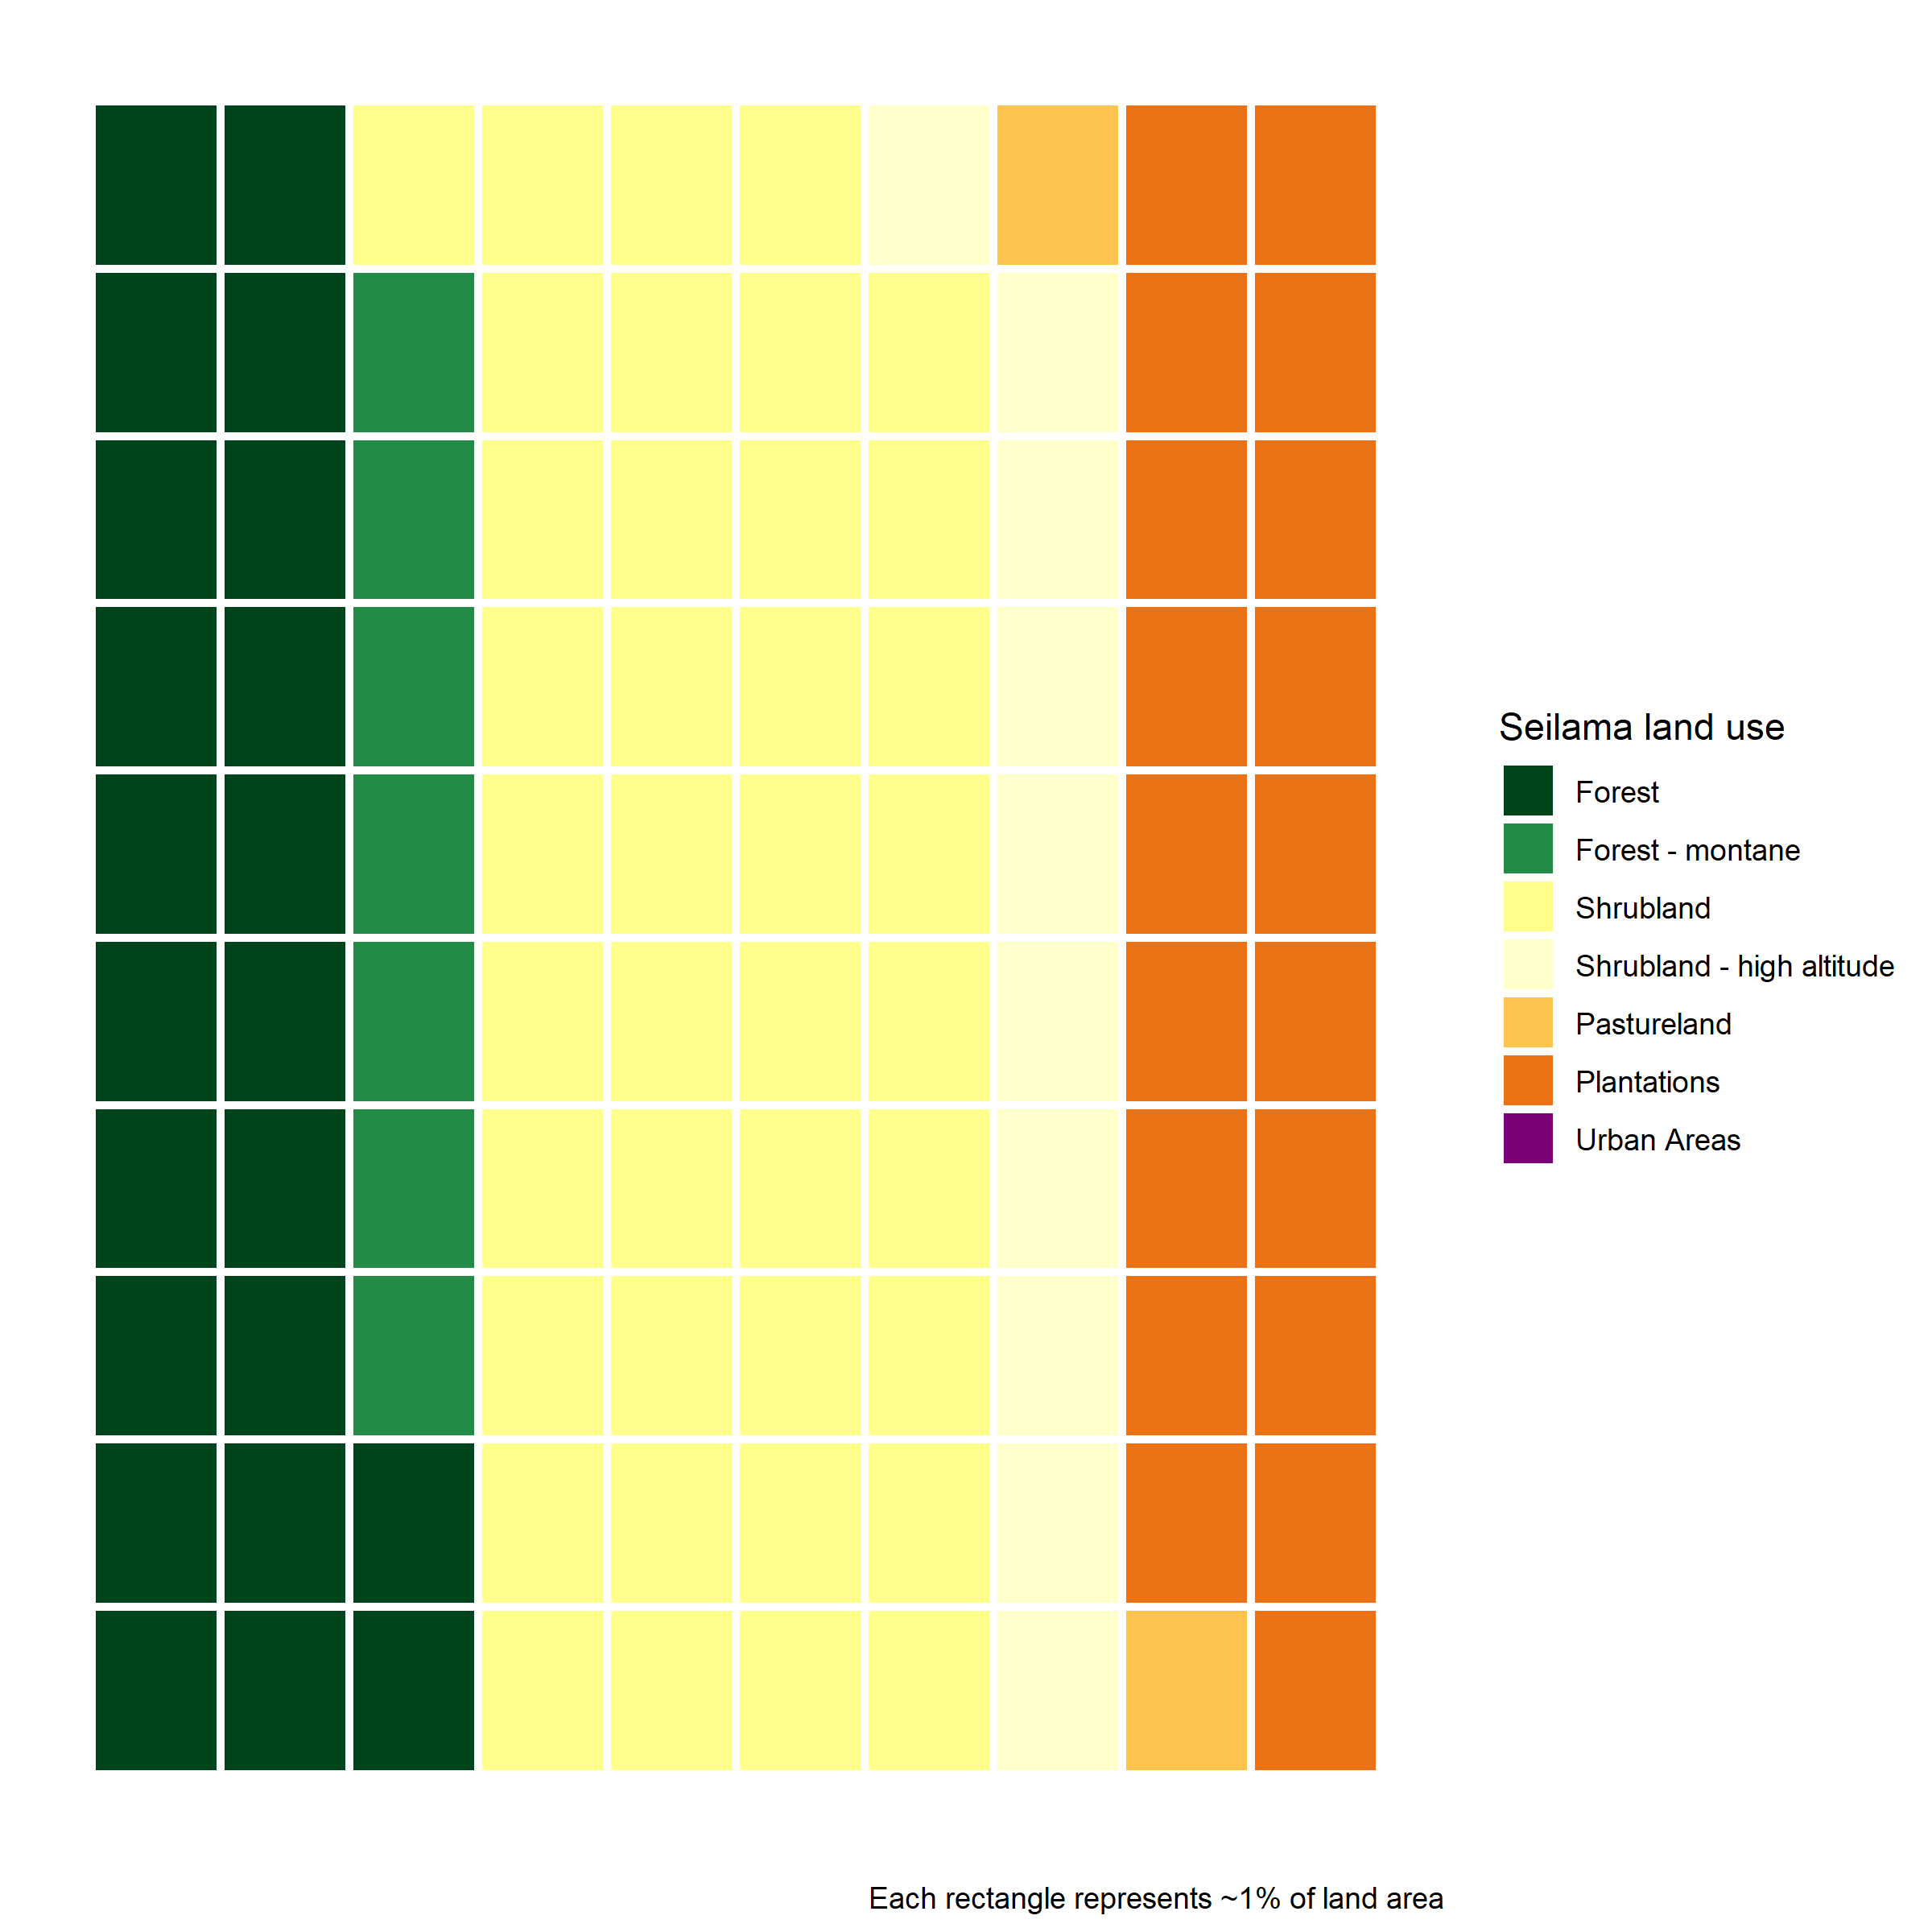 Seilama land use
Forest
Forest - montane
Shrubland
Shrubland - high altitude
Pastureland
Plantations
Urban Areas
Each rectangle represents ~1% of land area